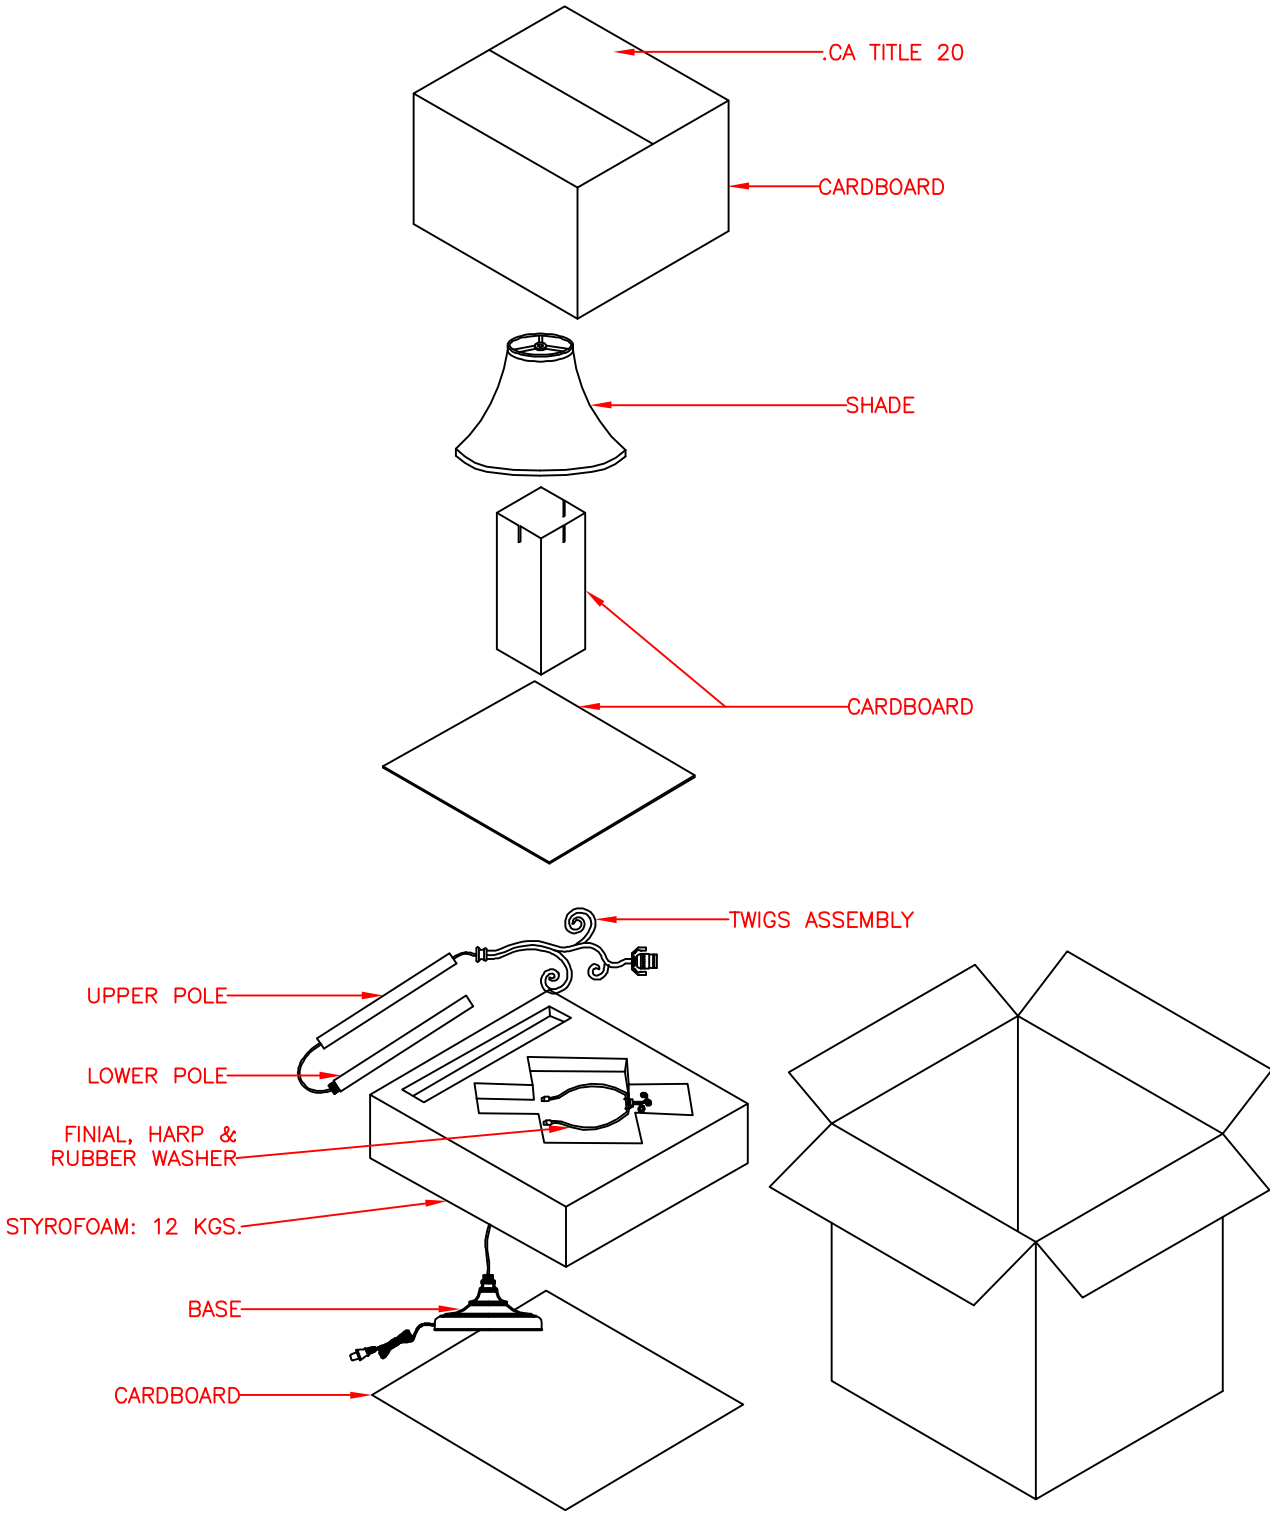 .CA TITLE 20
CARDBOARD
SHADE
CARDBOARD
TWIGS ASSEMBLY
UPPER POLE
LOWER POLE
FINIAL, HARP &
RUBBER WASHER
STYROFOAM: 12 KGS.
BASE
CARDBOARD